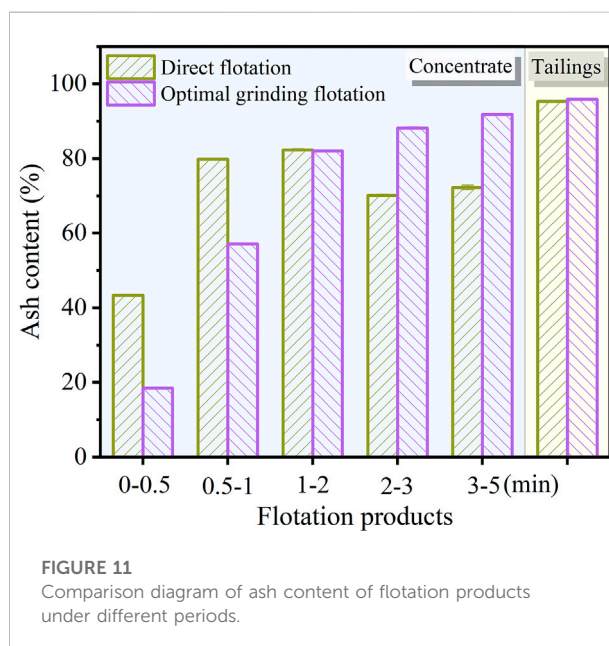 Direct flotation
Optimal grinding flotation
Concentrate
Tailings
Ash content (%)
100
80
60
40
20
0
0-0.5
0.5-1
1-2
2-3
3-5 (min)
Flotation products
FIGURE 11
Comparison diagram of ash content of flotation products
under different periods.